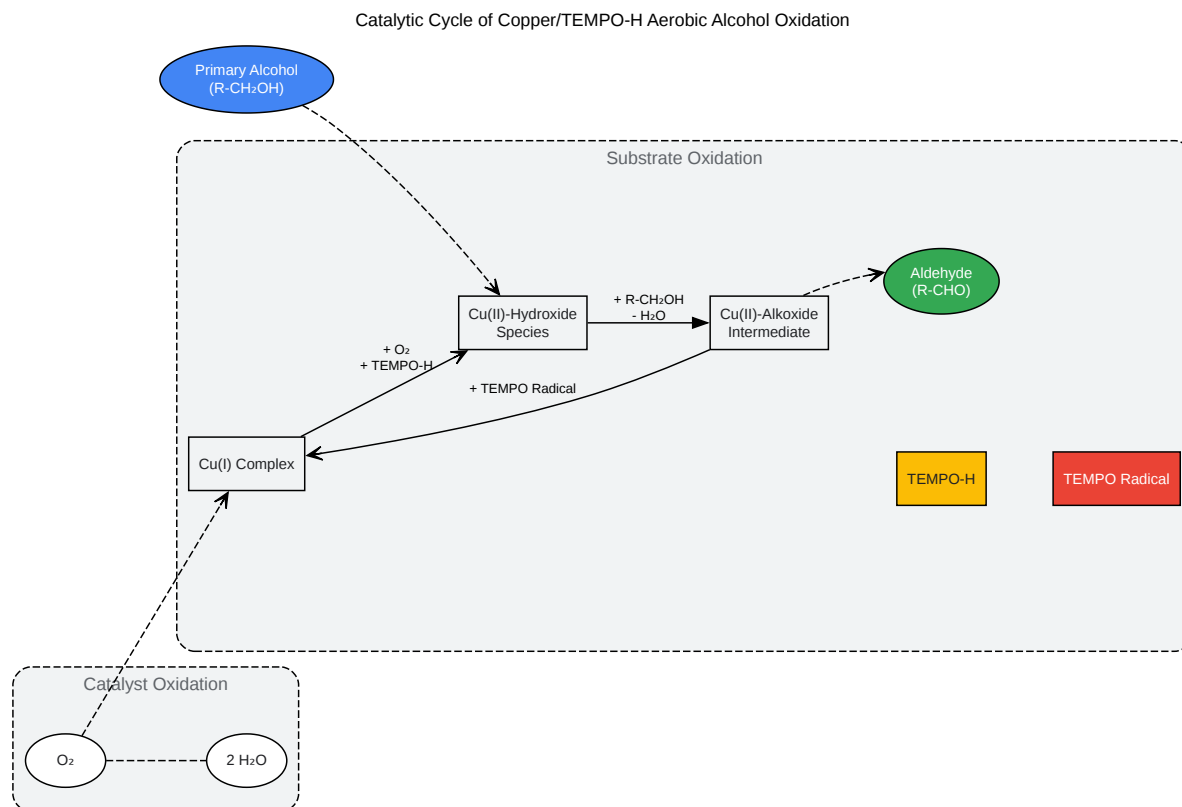 Catalytic Cycle of Copper/TEMPO-H Aerobic Alcohol Oxidation
Primary Alcohol
(R-CH₂OH)
Substrate Oxidation
Aldehyde
(R-CHO)
Cu(II)-Hydroxide
Species
+ R-CH₂OH
- H₂O
Cu(II)-Alkoxide
Intermediate
+ O₂
+ TEMPO-H
+ TEMPO Radical
Cu(I) Complex
TEMPO-H
TEMPO Radical
Catalyst Oxidation
O₂
2 H₂O